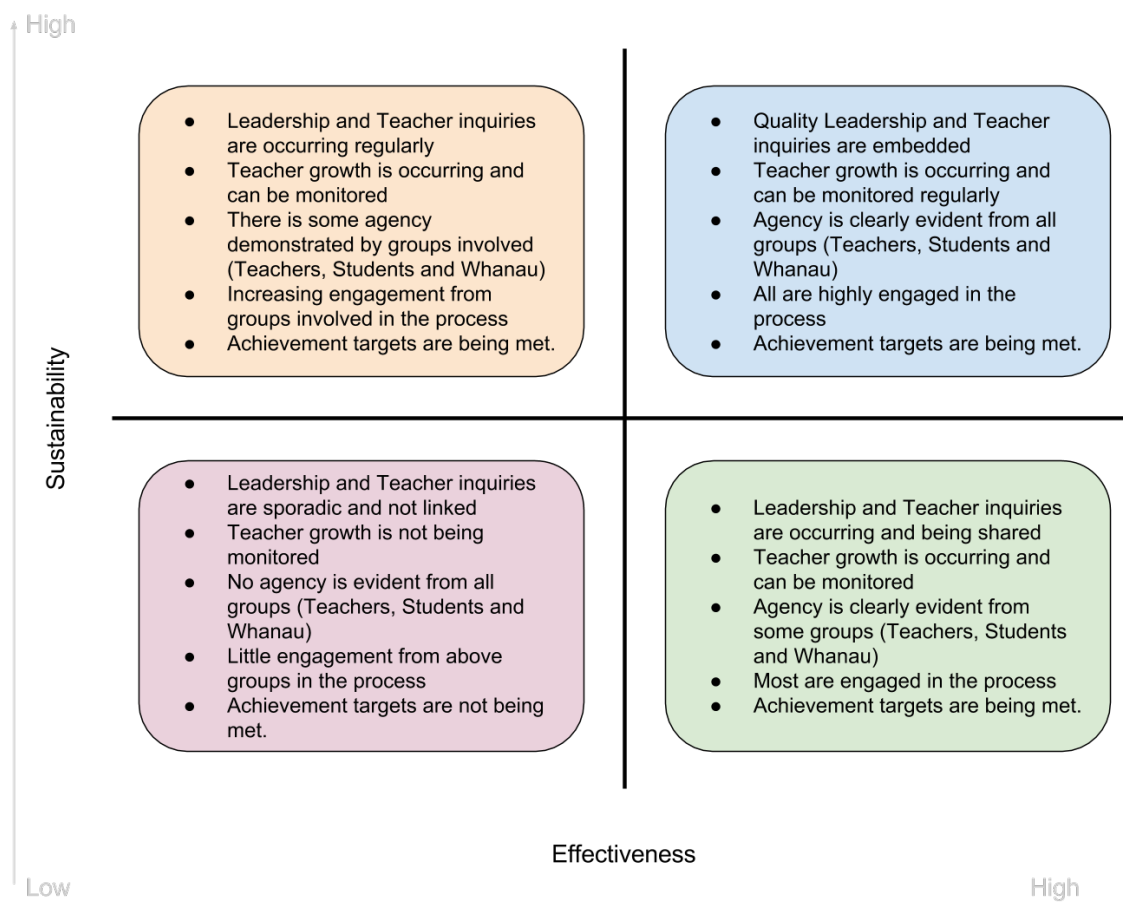 High
● Leadership and Teacher inquiries
are occurring regularly
● Teacher growth is occurring and
can be monitored
● There is some agency
demonstrated by groups involved
(Teachers, Students and Whanau)
● Increasing engagement from
groups involved in the process
● Achievement targets are being met.
● Quality Leadership and Teacher
inquiries are embedded
● Teacher growth is occurring and
can be monitored regularly
● Agency is clearly evident from all
groups (Teachers, Students and
Whanau)
● All are highly engaged in the
process
● Achievement targets are being met.
Sustainability
● Leadership and Teacher inquiries
are sporadic and not linked
● Teacher growth is not being
monitored
● No agency is evident from all
groups (Teachers, Students and
Whanau)
● Little engagement from above
groups in the process
● Achievement targets are not being
met.
● Leadership and Teacher inquiries
are occurring and being shared
● Teacher growth is occurring and
can be monitored
● Agency is clearly evident from
some groups (Teachers, Students
and Whanau)
● Most are engaged in the process
● Achievement targets are being met.
Effectiveness
Low
High